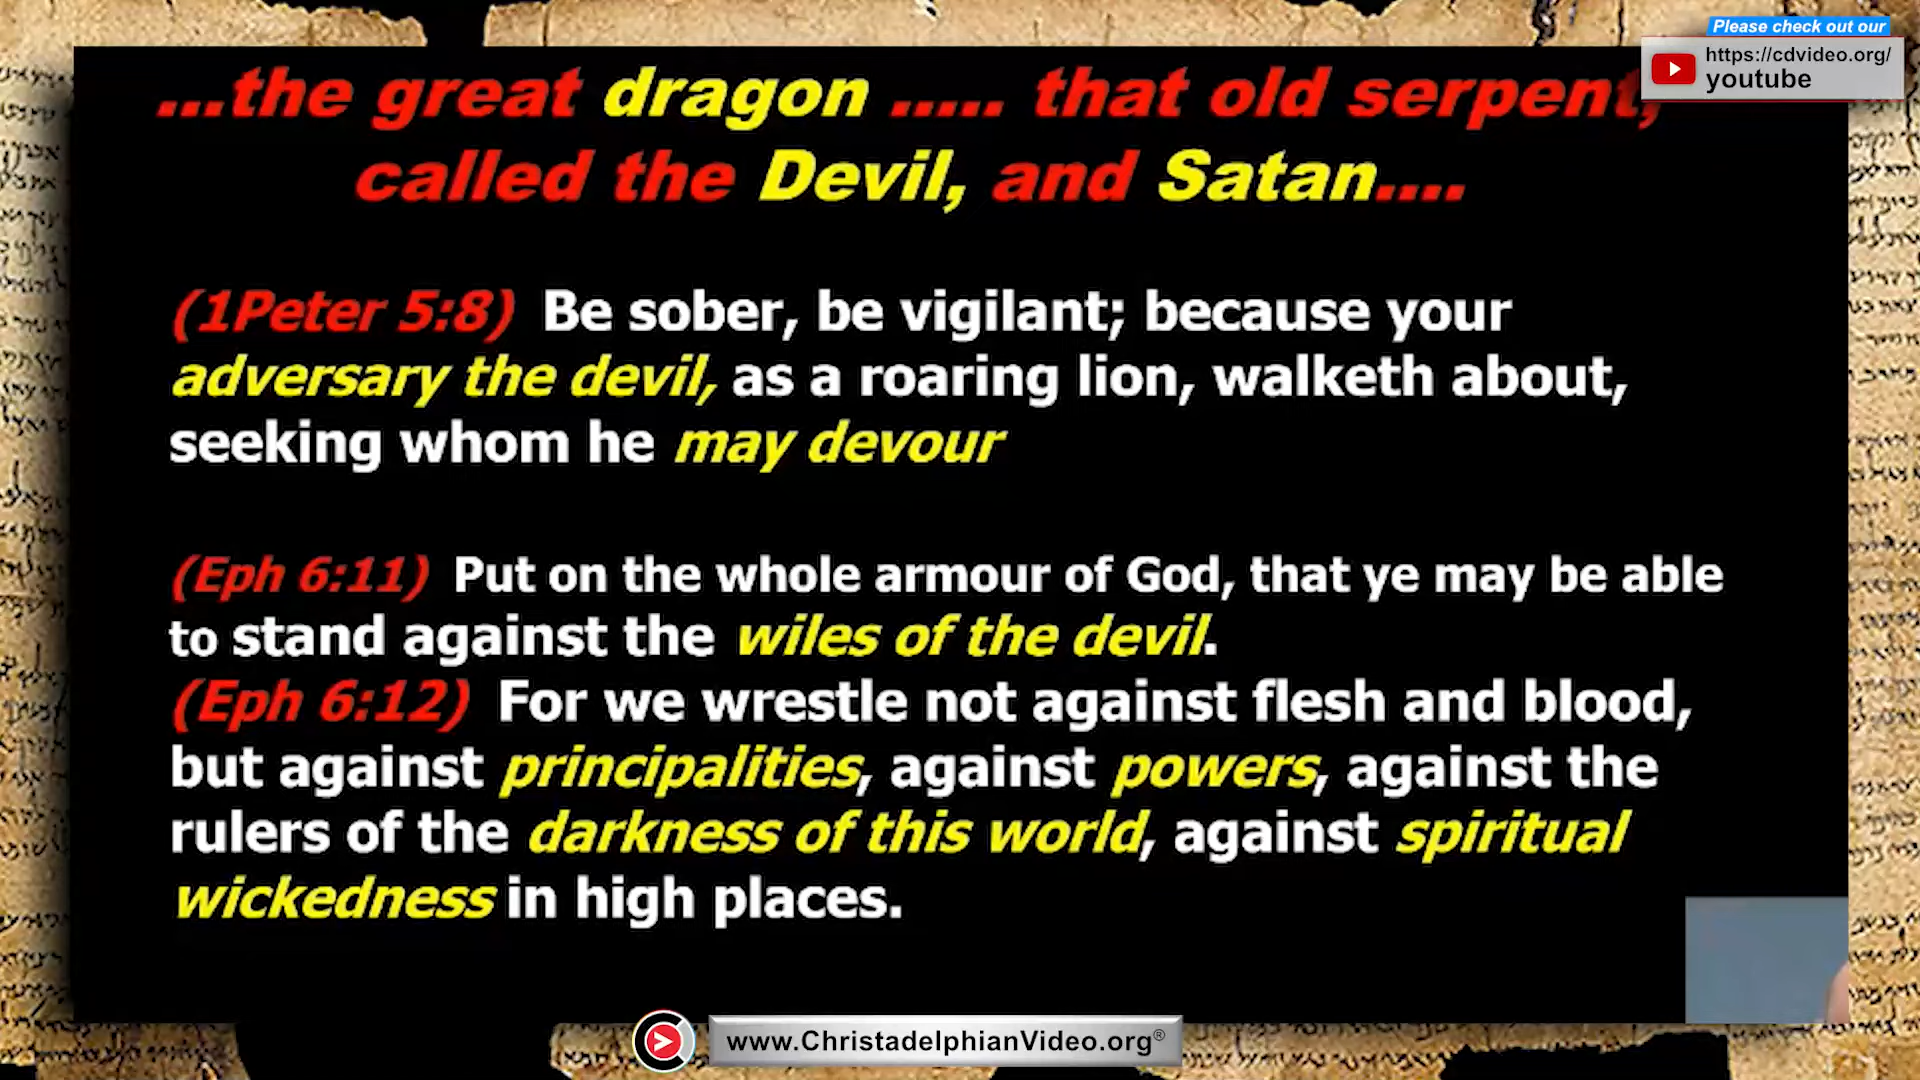 Please check out our
https://cdvideo.org/
youtube
...the great dragon ..... that old serpent,
called the Devil, and Satan....
(1Peter 5:8) Be sober, be vigilant; because your
adversary the devil, as a roaring lion, walketh about,
seeking whom he may devour
(Eph 6:11) Put on the whole armour of God, that ye may be able
to stand against the wiles of the devil.
(Eph 6:12) For we wrestle not against flesh and blood,
but against principalities, against powers, against the
rulers of the darkness of this world, against spiritual
wickedness in high places.
www.ChristadelphianVideo.org®